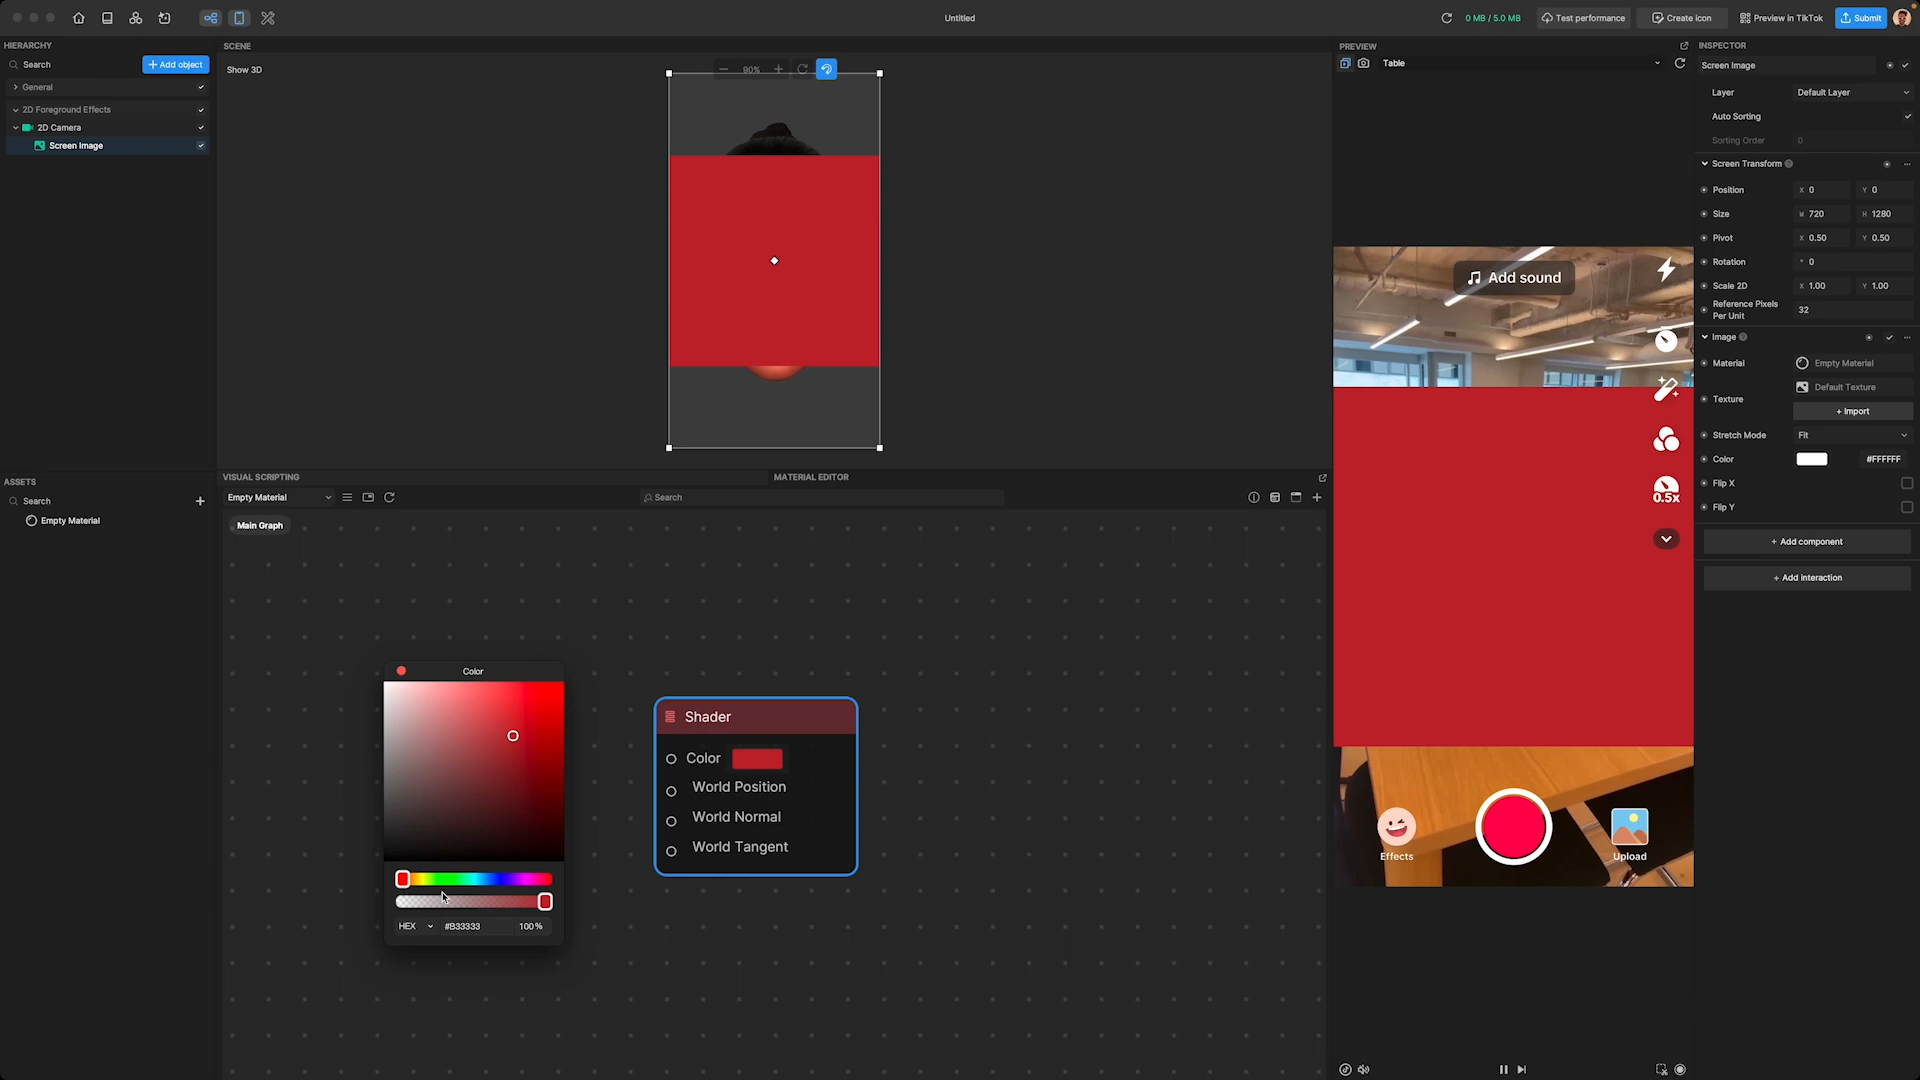 Untitled
0 MB / 5.0 MB
Test performance
Create icon
Preview in TikTok
Submit
HIERARCHY
Search
+ Add object
General
2D Foreground Effects
2D Camera
Screen Image
ASSETS
Search
Empty Material
SCENE
Show 3D
90%
VISUAL SCRIPTING
MATERIAL EDITOR
Empty Material
Search
Main Graph
Color
HEX
#B33333
100%
Shader
Color
World Position
World Normal
World Tangent
PREVIEW
Table
Add sound
0.5x
Effects
Upload
INSPECTOR
Screen Image
Layer
Default Layer
Auto Sorting
Sorting Order
0
Screen Transform
Position
X 0
Y 0
Size
W 720
H 1280
Pivot
X 0.50
Y 0.50
Rotation
° 0
Scale 2D
X 1.00
Y 1.00
Reference Pixels
Per Unit
32
Image
Material
Empty Material
Texture
Default Texture
+ Import
Stretch Mode
Fit
Color
#FFFFFF
Flip X
Flip Y
+ Add component
+ Add interaction